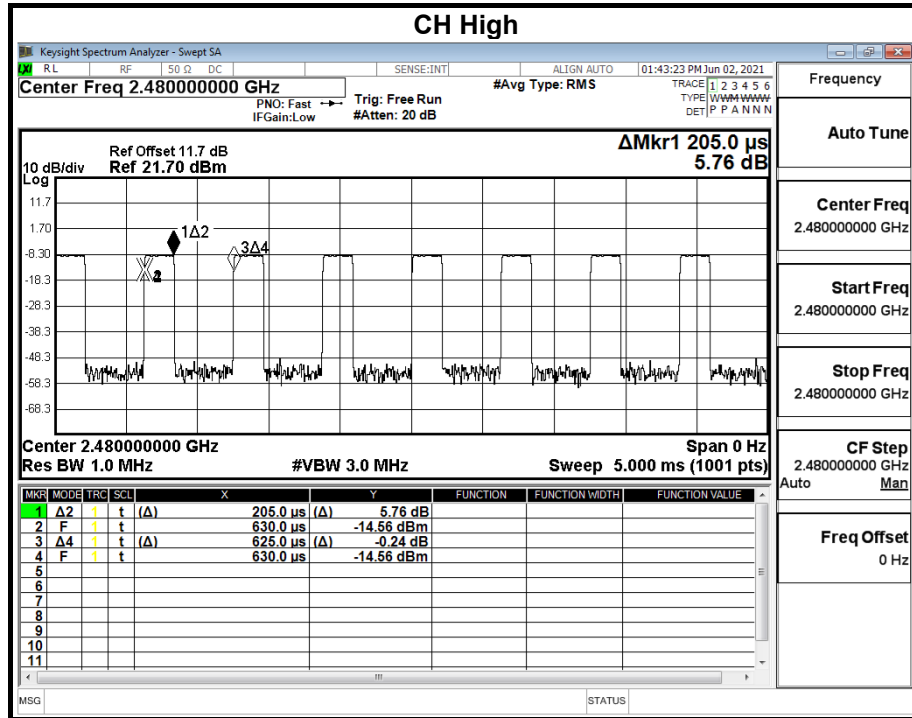 CH High
Keysight Spectrum Analyzer - Swept SA
LXI RL RF 50 Ω DC SENSE:INT ALIGN AUTO 01:43:23 PM Jun 02, 2021
Center Freq 2.480000000 GHz #Avg Type: RMS TRACE 1 2 3 4 5 6
PNO: Fast Trig: Free Run TYPE WWMWWWW
IFGain:Low #Atten: 20 dB DET P P A N N N
Frequency
Auto Tune
Center Freq
2.480000000 GHz
Start Freq
2.480000000 GHz
Stop Freq
2.480000000 GHz
CF Step
2.480000000 GHz
Auto Man
Freq Offset
0 Hz
ΔMkr1 205.0 µs
5.76 dB
Ref Offset 11.7 dB
10 dB/div Ref 21.70 dBm
Log
11.7
1.70
-8.30
-18.3
-28.3
-38.3
-48.3
-58.3
-68.3
1Δ2
3Δ4
2
Center 2.480000000 GHz Span 0 Hz
Res BW 1.0 MHz #VBW 3.0 MHz Sweep 5.000 ms (1001 pts)
MKR MODE TRC SCL X Y FUNCTION FUNCTION WIDTH FUNCTION VALUE
1 Δ2 1 t (Δ) 205.0 µs (Δ) 5.76 dB
2 F 1 t 630.0 µs -14.56 dBm
3 Δ4 1 t (Δ) 625.0 µs (Δ) -0.24 dB
4 F 1 t 630.0 µs -14.56 dBm
5
6
7
8
9
10
11
MSG STATUS